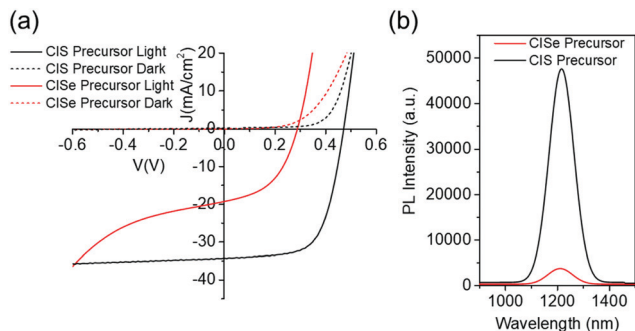 (a)
CIS Precursor Light
CIS Precursor Dark
CISe Precursor Light
CISe Precursor Dark
J(mA/cm²)
20
10
0
-10
-20
-30
-40
-0.6
-0.4
-0.2
0.0
0.2
0.4
0.6
V(V)
(b)
CISe Precursor
CIS Precursor
PL Intensity (a.u.)
50000
40000
30000
20000
10000
0
1000
1200
1400
Wavelength (nm)